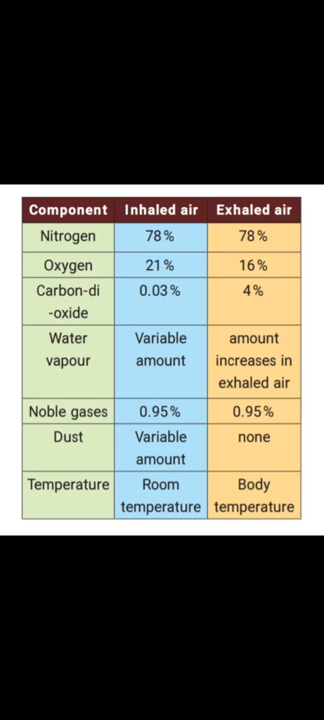 Component Inhaled air Exhaled air
Nitrogen 78% 78%
Oxygen 21% 16%
Carbon-di 0.03% 4%
-oxide
Water Variable amount
vapour amount increases in
exhaled air
Noble gases 0.95% 0.95%
Dust Variable none
amount
Temperature Room Body
temperature temperature